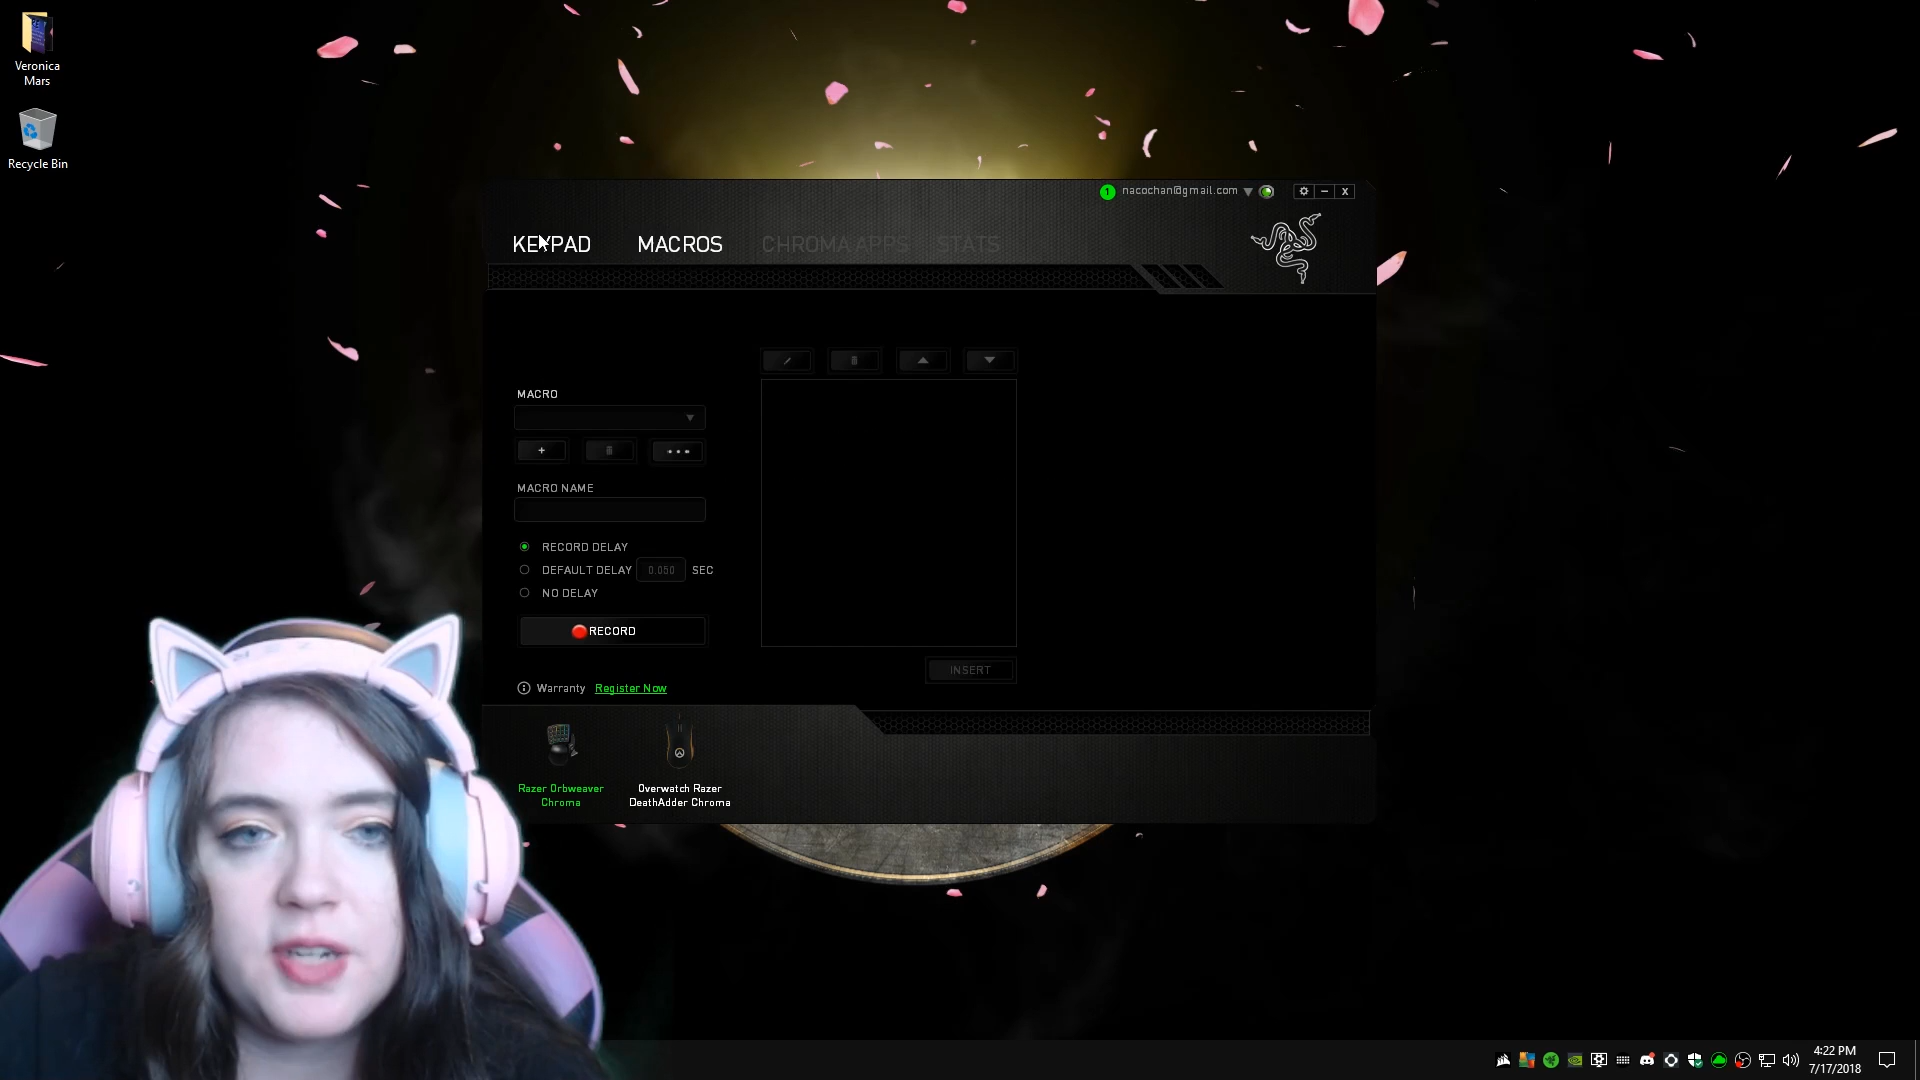 Veronica
Mars
Recycle Bin
1 nacochan@gmail.com
X
KEYPAD MACROS CHROMA APPS STATS
MACRO
MACRO NAME
RECORD DELAY
DEFAULT DELAY 0.050 SEC
NO DELAY
RECORD
INSERT
Warranty Register Now
Razer Orbweaver
Chroma
Overwatch Razer
DeathAdder Chroma
4:22 PM
7/17/2018